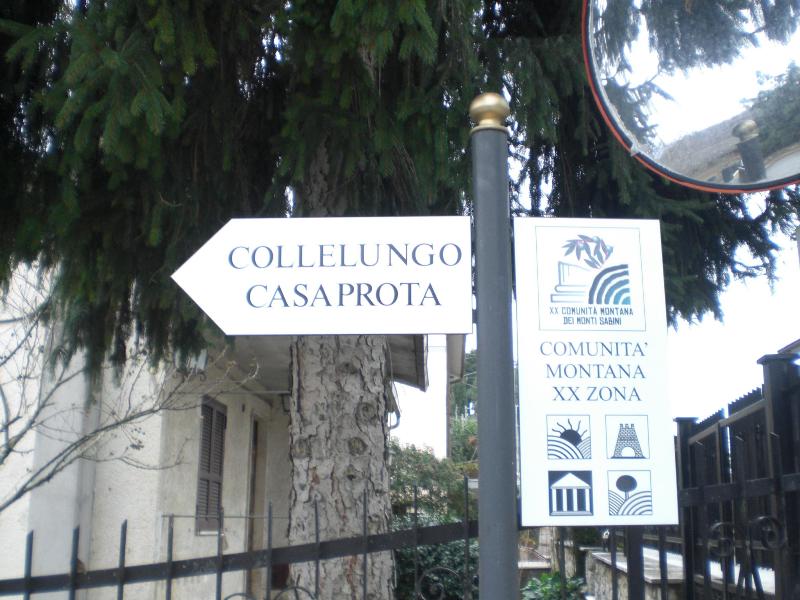 COLLELUNGO
CASAPROTA
XX COMUNITÀ MONTANA
DEI MONTI SABINI
COMUNITA'
MONTANA
XX ZONA